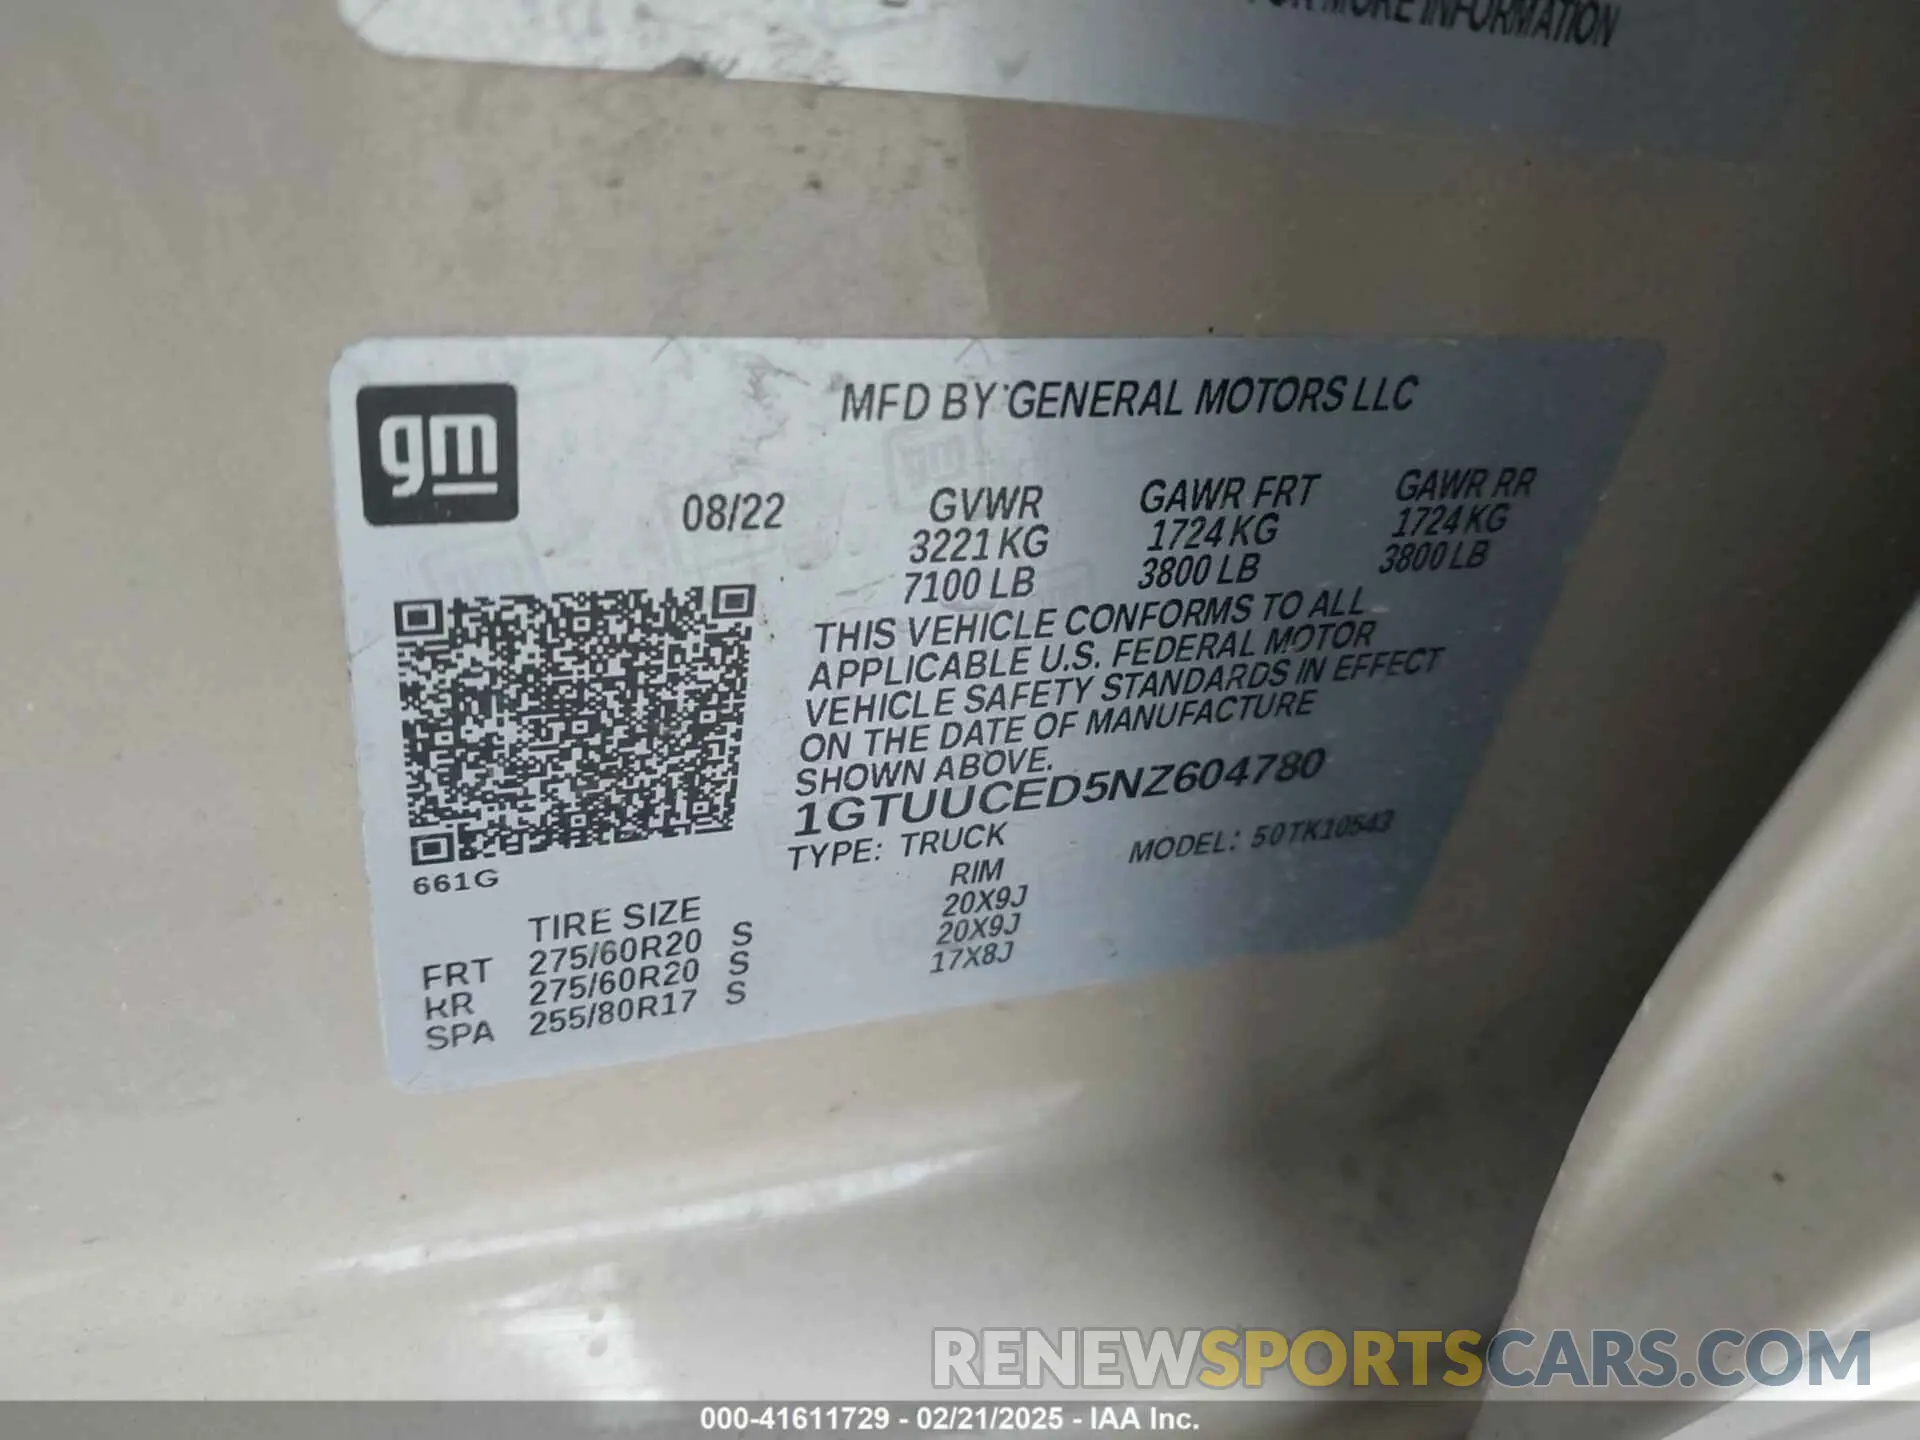 FOR MORE INFORMATION
gm
MFD BY GENERAL MOTORS LLC
08/22
GVWR GAWR FRT GAWR RR
3221 KG 1724 KG 1724 KG
7100 LB 3800 LB 3800 LB
THIS VEHICLE CONFORMS TO ALL
APPLICABLE U.S. FEDERAL MOTOR
VEHICLE SAFETY STANDARDS IN EFFECT
ON THE DATE OF MANUFACTURE
SHOWN ABOVE.
1GTUUCED5NZ604780
TYPE: TRUCK MODEL: 50TK10543
661G
TIRE SIZE RIM
FRT 275/60R20 S 20X9J
RR 275/60R20 S 20X9J
SPA 255/80R17 S 17X8J
RENEWSPORTSCARS.COM
000-41611729 - 02/21/2025 - IAA Inc.